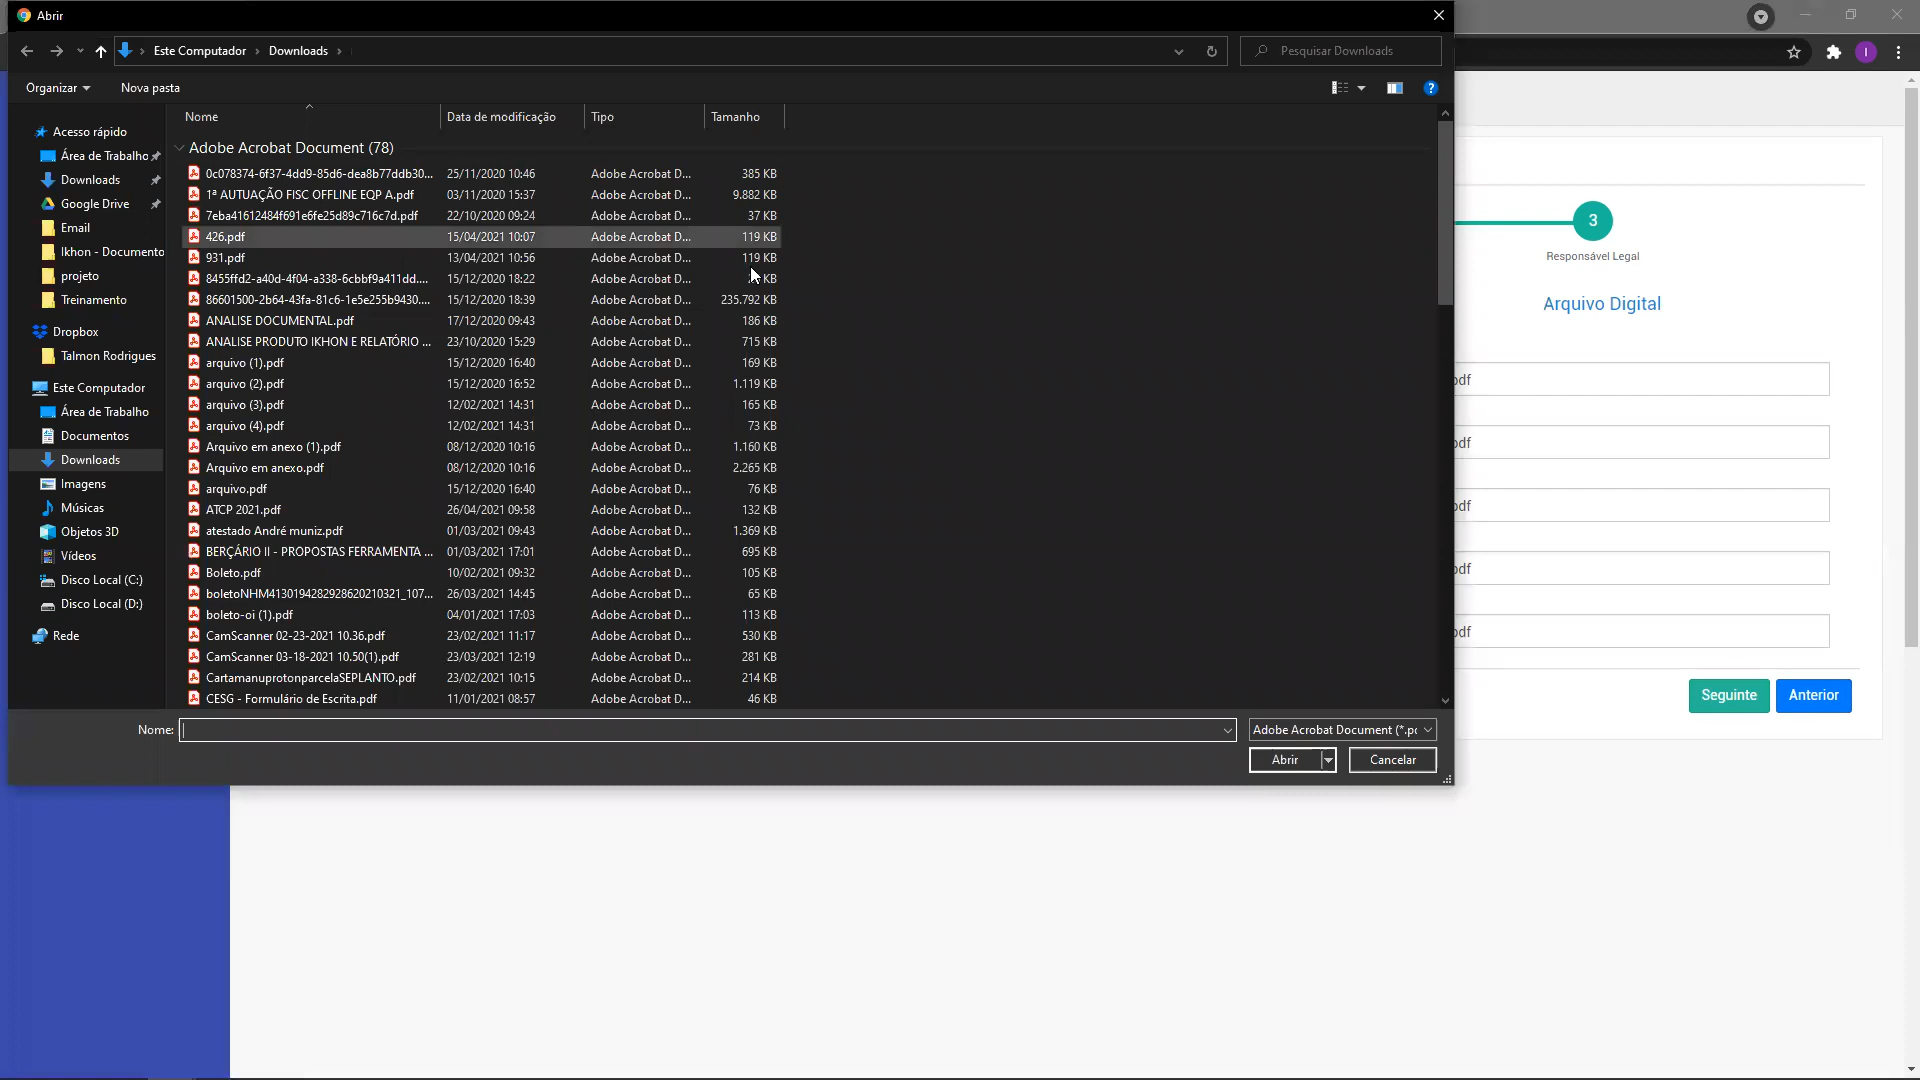 Abrir
Este Computador
Downloads
Pesquisar Downloads
I
Organizar
Nova pasta
?
Nome
Data de modificação
Tipo
Tamanho
Acesso rápido
Área de Trabalho
Downloads
Google Drive
Email
Ikhon - Documento
projeto
Treinamento
Dropbox
Talmon Rodrigues
Este Computador
Área de Trabalho
Documentos
Downloads
Imagens
Músicas
Objetos 3D
Vídeos
Disco Local (C:)
Disco Local (D:)
Rede
Adobe Acrobat Document (78)
0c078374-6f37-4dd9-85d6-dea8b77ddb30... 25/11/2020 10:46 Adobe Acrobat D... 385 KB
1ª AUTUAÇÃO FISC OFFLINE EQP A.pdf 03/11/2020 15:37 Adobe Acrobat D... 9.882 KB
7eba41612484f691e6fe25d89c716c7d.pdf 22/10/2020 09:24 Adobe Acrobat D... 37 KB
426.pdf 15/04/2021 10:07 Adobe Acrobat D... 119 KB
931.pdf 13/04/2021 10:56 Adobe Acrobat D... 119 KB
8455ffd2-a40d-4f04-a338-6cbbf9a411dd.... 15/12/2020 18:22 Adobe Acrobat D... KB
86601500-2b64-43fa-81c6-1e5e255b9430.... 15/12/2020 18:39 Adobe Acrobat D... 235.792 KB
ANALISE DOCUMENTAL.pdf 17/12/2020 09:43 Adobe Acrobat D... 186 KB
ANALISE PRODUTO IKHON E RELATÓRIO ... 23/10/2020 15:29 Adobe Acrobat D... 715 KB
arquivo (1).pdf 15/12/2020 16:40 Adobe Acrobat D... 169 KB
arquivo (2).pdf 15/12/2020 16:52 Adobe Acrobat D... 1.119 KB
arquivo (3).pdf 12/02/2021 14:31 Adobe Acrobat D... 165 KB
arquivo (4).pdf 12/02/2021 14:31 Adobe Acrobat D... 73 KB
Arquivo em anexo (1).pdf 08/12/2020 10:16 Adobe Acrobat D... 1.160 KB
Arquivo em anexo.pdf 08/12/2020 10:16 Adobe Acrobat D... 2.265 KB
arquivo.pdf 15/12/2020 16:40 Adobe Acrobat D... 76 KB
ATCP 2021.pdf 26/04/2021 09:58 Adobe Acrobat D... 132 KB
atestado André muniz.pdf 01/03/2021 09:43 Adobe Acrobat D... 1.369 KB
BERÇÁRIO II - PROPOSTAS FERRAMENTA ... 01/03/2021 17:01 Adobe Acrobat D... 695 KB
Boleto.pdf 10/02/2021 09:32 Adobe Acrobat D... 105 KB
boletoNHM4130194282928620210321_107... 26/03/2021 14:45 Adobe Acrobat D... 65 KB
boleto-oi (1).pdf 04/01/2021 17:03 Adobe Acrobat D... 113 KB
CamScanner 02-23-2021 10.36.pdf 23/02/2021 11:17 Adobe Acrobat D... 530 KB
CamScanner 03-18-2021 10.50(1).pdf 23/03/2021 12:19 Adobe Acrobat D... 281 KB
CartamanuprotonparcelaSEPLANTO.pdf 23/02/2021 10:15 Adobe Acrobat D... 214 KB
CESG - Formulário de Escrita.pdf 11/01/2021 08:57 Adobe Acrobat D... 46 KB
Nome:
Adobe Acrobat Document (*.pc
Abrir
Cancelar
3
Responsável Legal
Arquivo Digital
pdf
pdf
pdf
pdf
pdf
Seguinte
Anterior